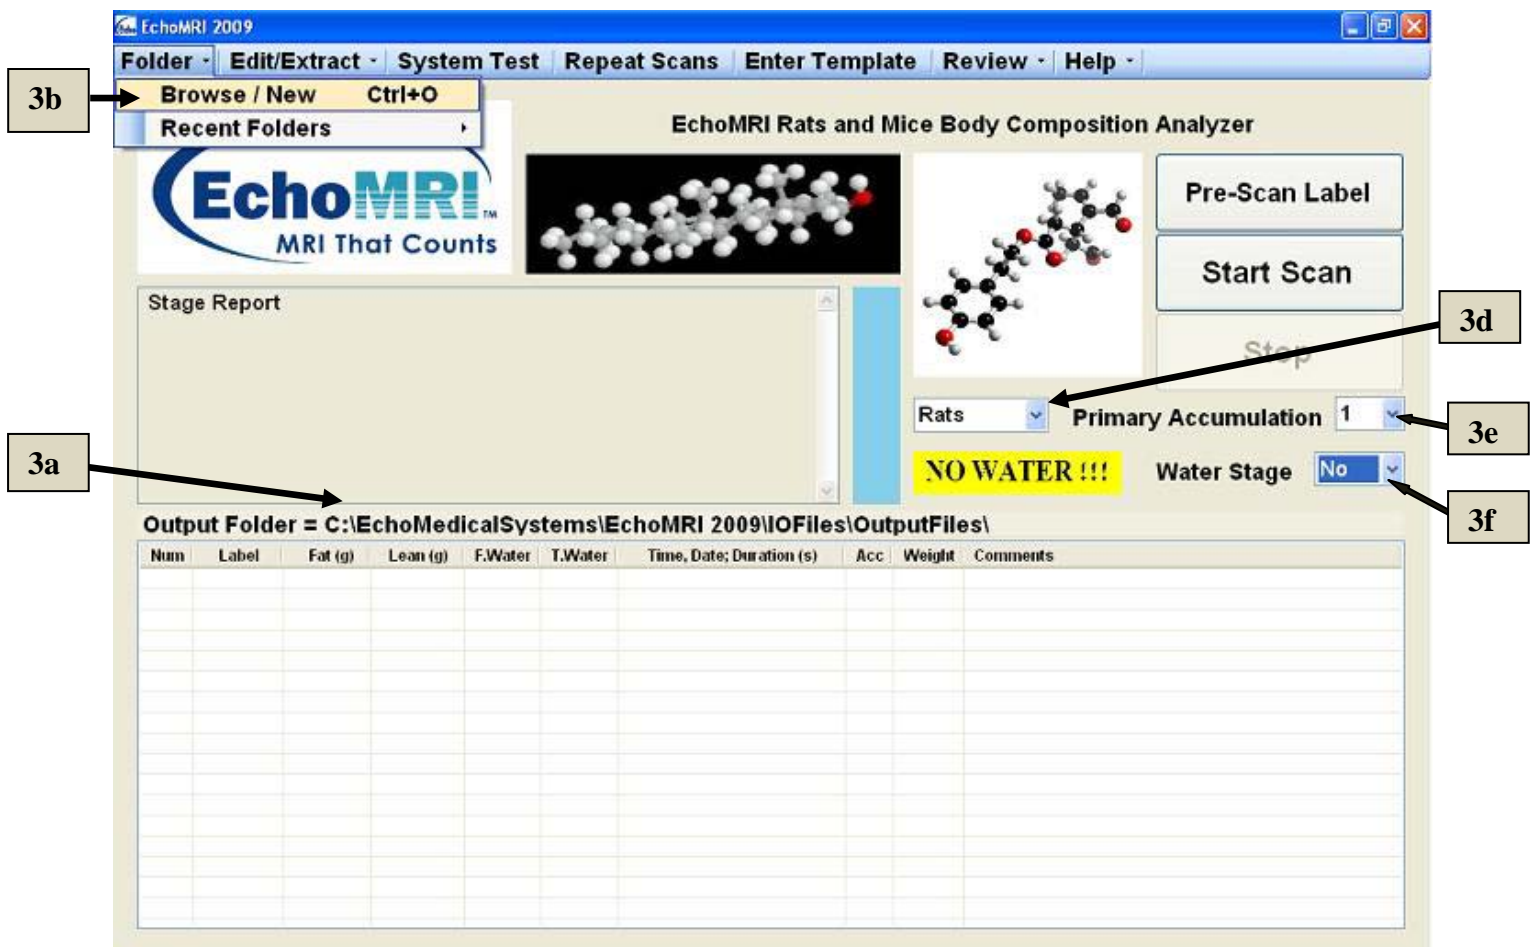 EchoMRI 2009
Folder Edit/Extract System Test Repeat Scans Enter Template Review Help
3b
Browse / New Ctrl+O
Recent Folders
EchoMRI Rats and Mice Body Composition Analyzer
EchoMRI TM
MRI That Counts
Pre-Scan Label
Start Scan
Stop
Stage Report
3d
Rats
Primary Accumulation 1
3e
3a
NO WATER !!!
Water Stage No
3f
Output Folder = C:\EchoMedicalSystems\EchoMRI 2009\IOFiles\OutputFiles\
Num Label Fat (g) Lean (g) F.Water T.Water Time, Date; Duration (s) Acc Weight Comments